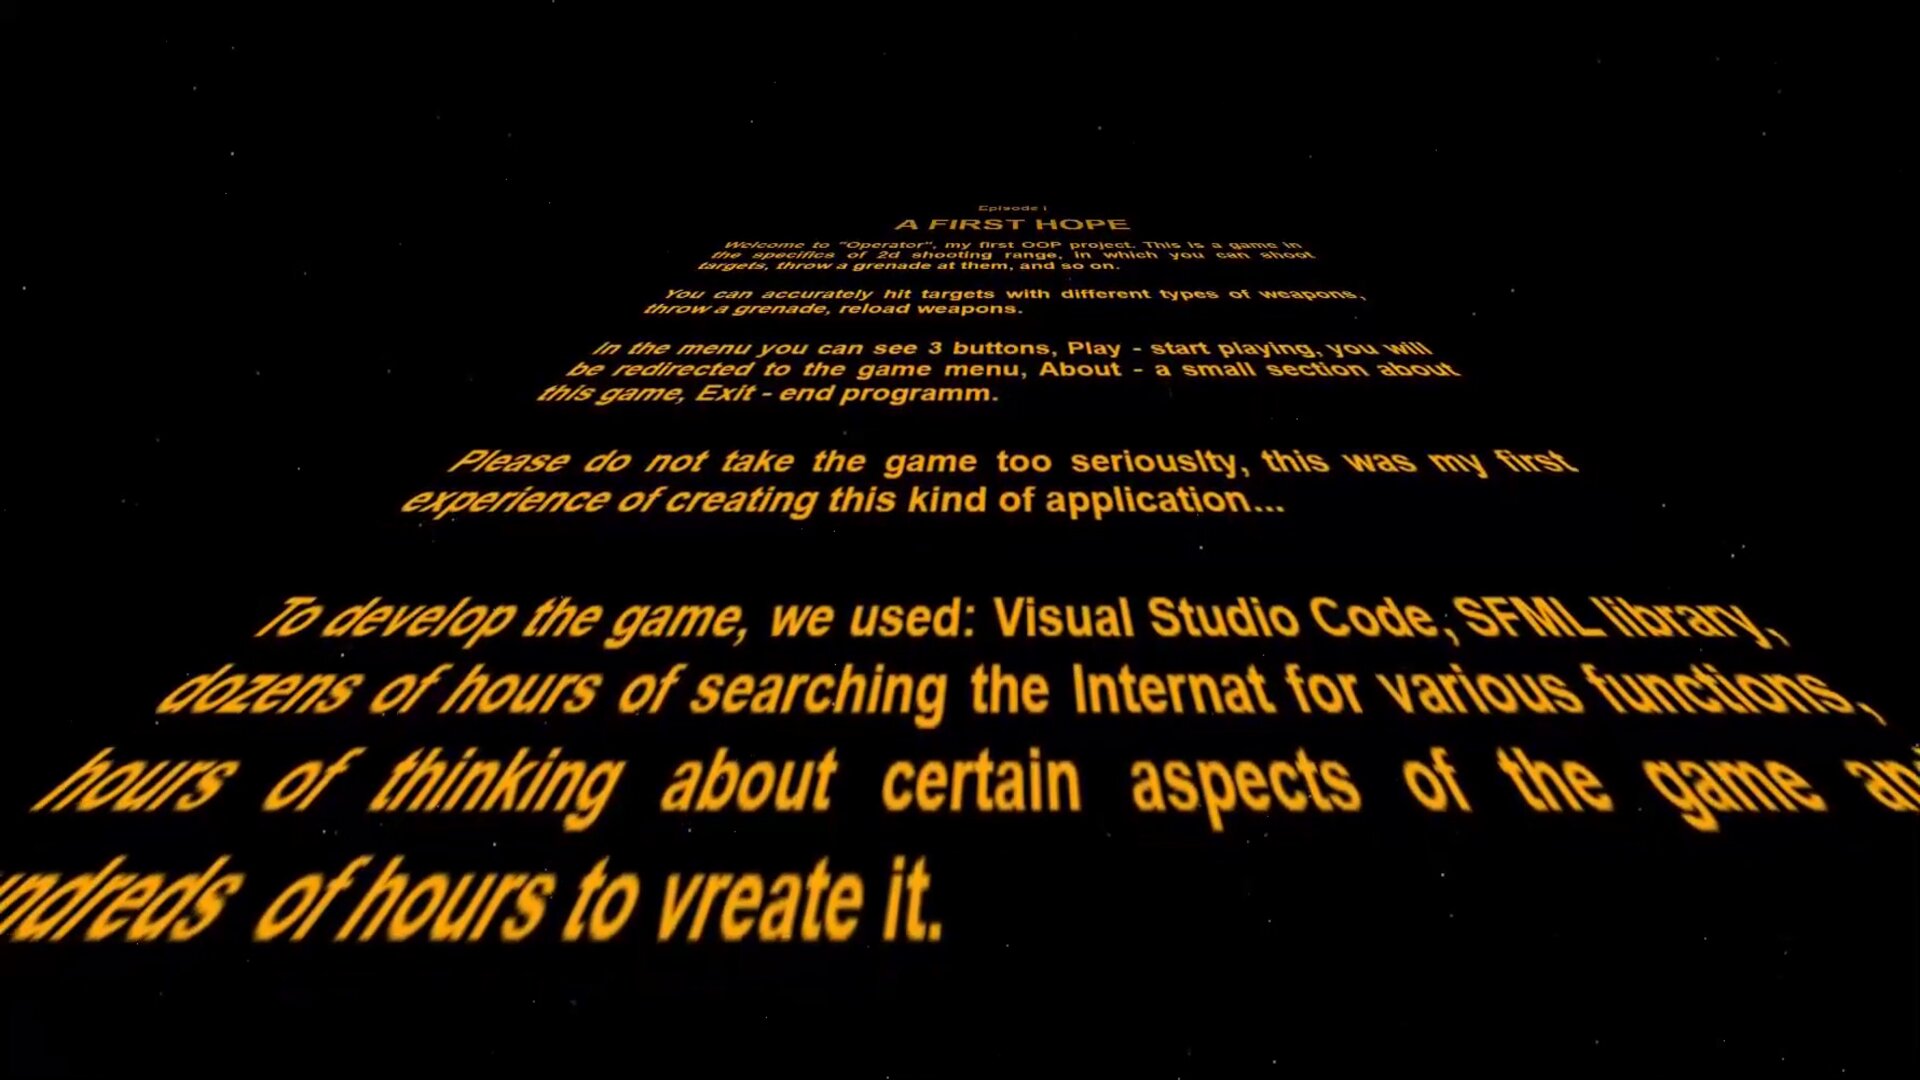 Episode I
A FIRST HOPE
Welcome to "Operator", my first OOP project. This is a game in
the specifics of 2d shooting range, in which you can shoot
targets, throw a grenade at them, and so on.
You can accurately hit targets with different types of weapons,
throw a grenade, reload weapons.
In the menu you can see 3 buttons, Play - start playing, you will
be redirected to the game menu, About - a small section about
this game, Exit - end programm.
Please do not take the game too seriouslty, this was my first
experience of creating this kind of application...
To develop the game, we used: Visual Studio Code, SFML library,
dozens of hours of searching the Internat for various functions,
hours of thinking about certain aspects of the game an
ndreds of hours to vreate it.